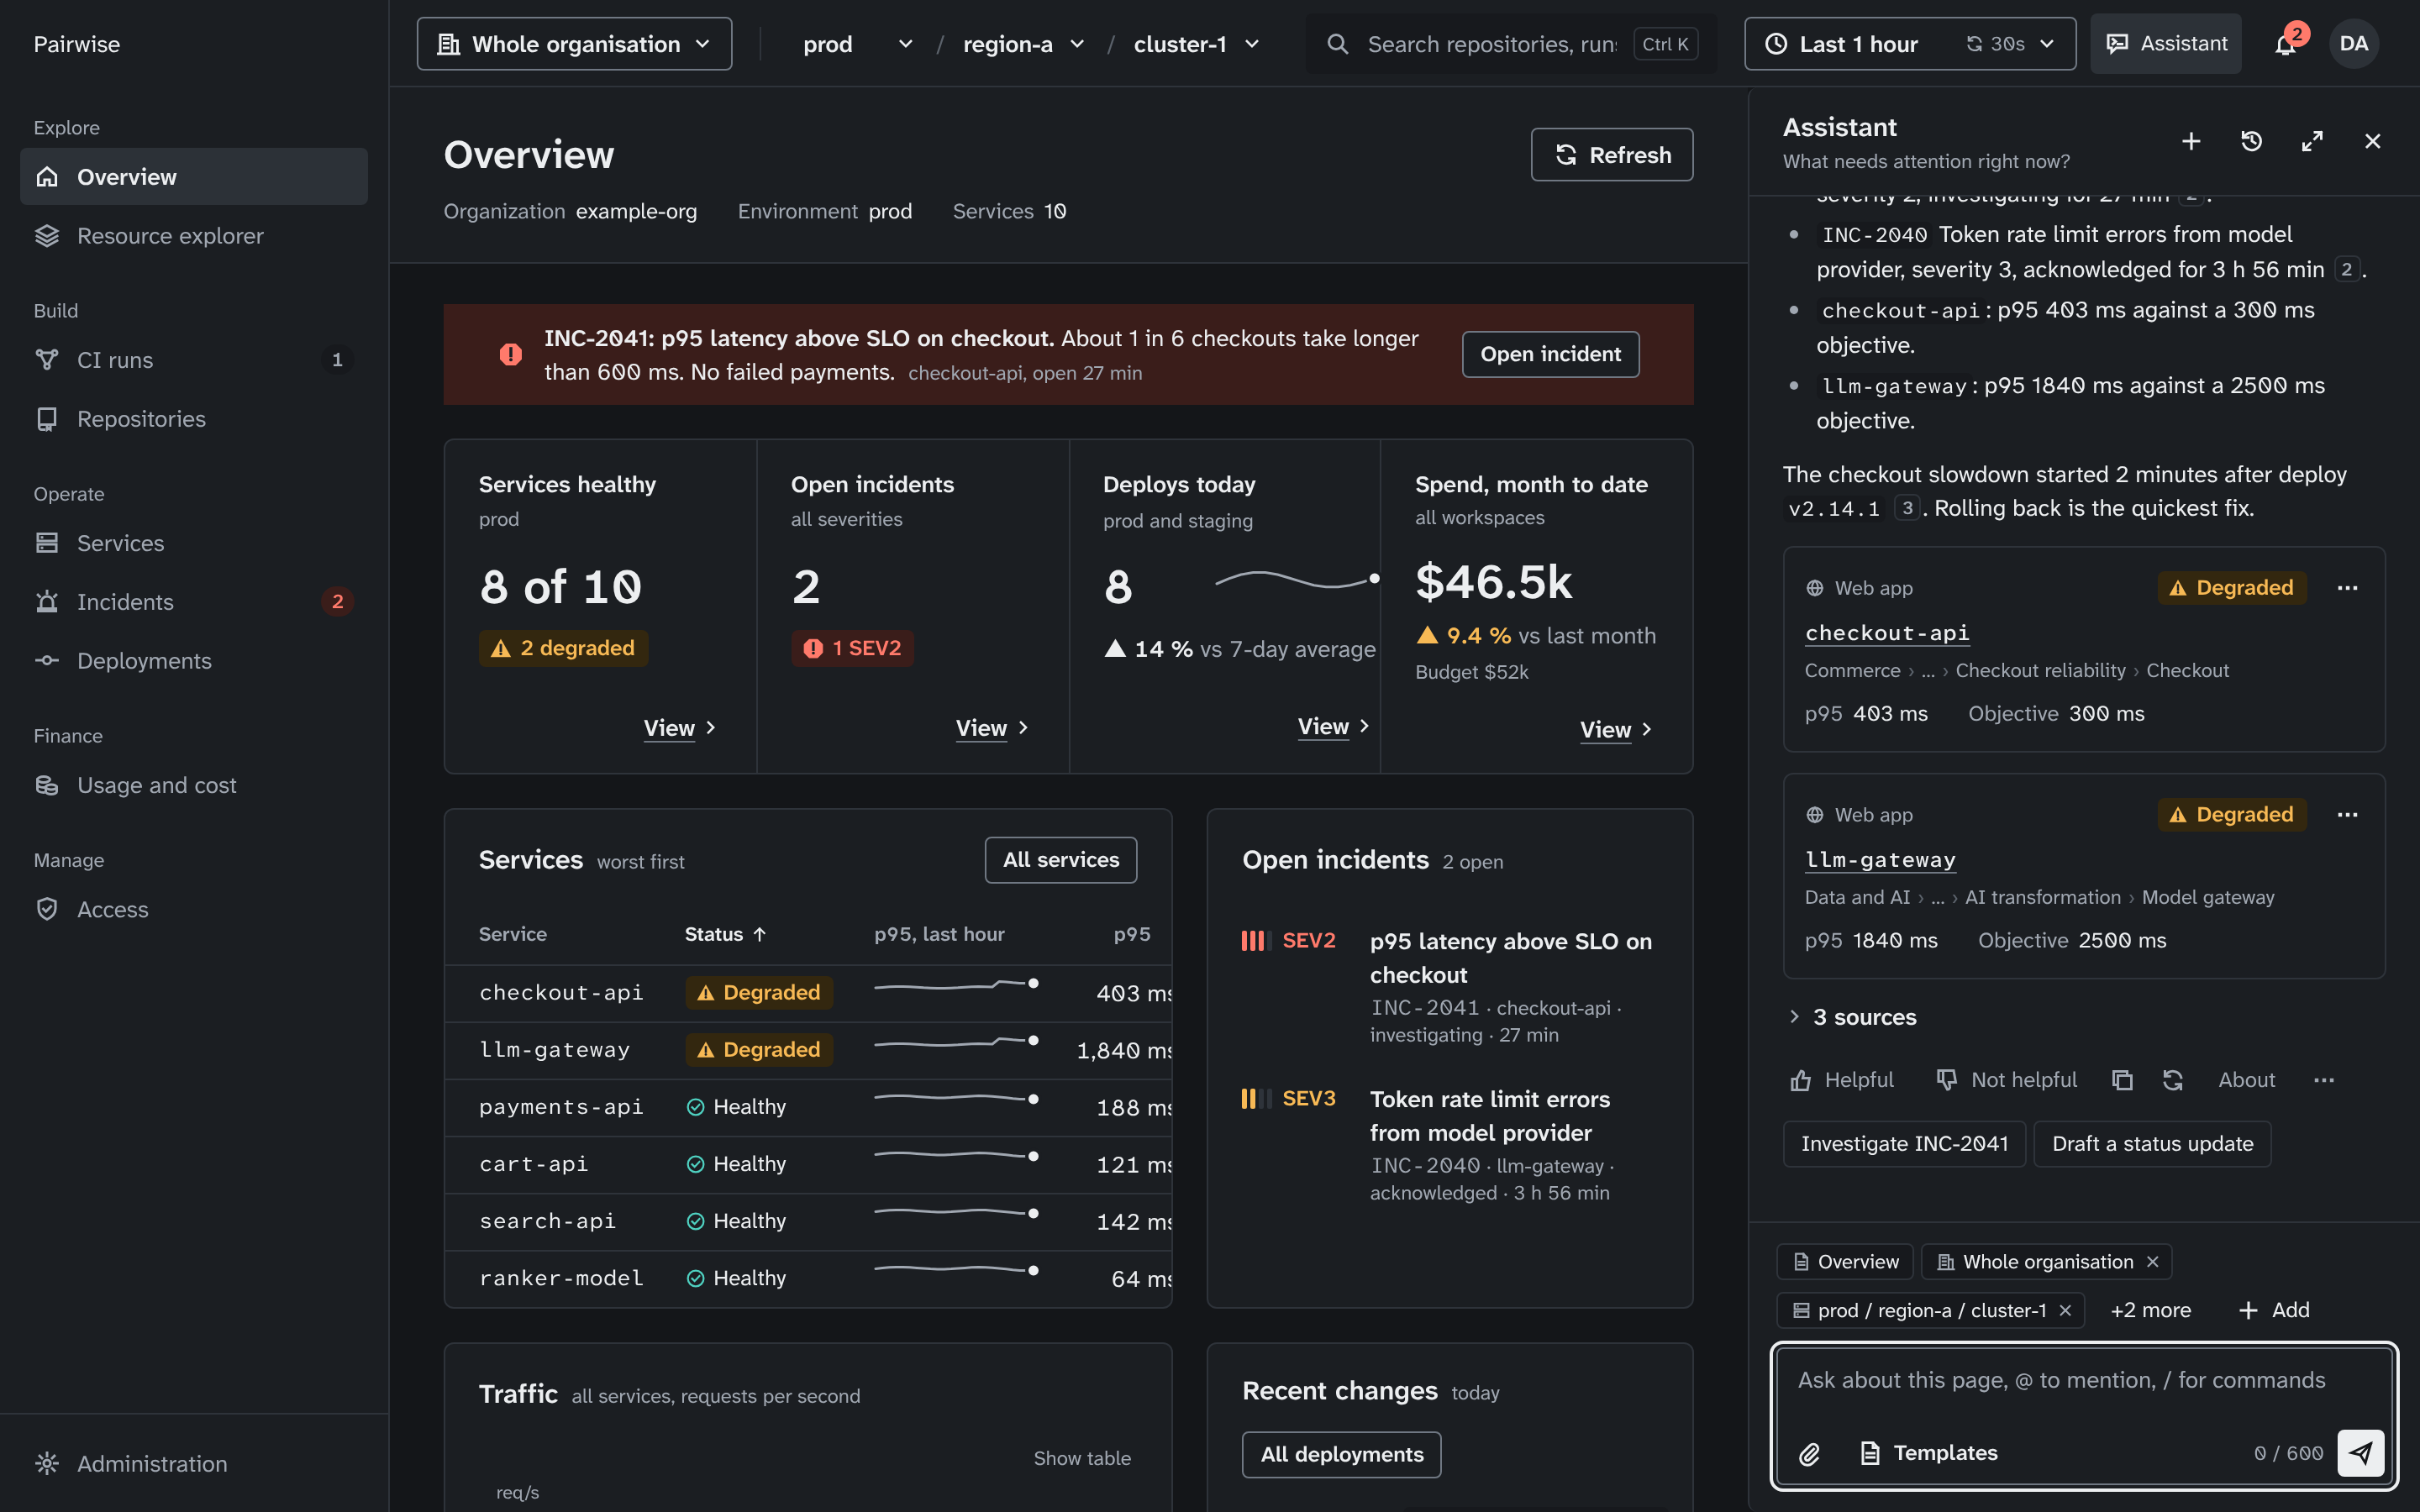 Pairwise
Whole organisation
prod / region-a / cluster-1
Search repositories, run
Ctrl K
Last 1 hour
30s
Assistant
2
DA
Explore
Overview
Resource explorer
Build
CI runs
1
Repositories
Operate
Services
Incidents
2
Deployments
Finance
Usage and cost
Manage
Access
Administration
Overview
Refresh
Organization example-org Environment prod Services 10
INC-2041: p95 latency above SLO on checkout. About 1 in 6 checkouts take longer
than 600 ms. No failed payments. checkout-api, open 27 min
Open incident
Services healthy
prod
8 of 10
2 degraded
View
Open incidents
all severities
2
1 SEV2
View
Deploys today
prod and staging
8
14 % vs 7-day average
View
Spend, month to date
all workspaces
$46.5k
9.4 % vs last month
Budget $52k
View
Services worst first
All services
Service Status p95, last hour p95
checkout-api Degraded 403 ms
llm-gateway Degraded 1,840 ms
payments-api Healthy 188 ms
cart-api Healthy 121 ms
search-api Healthy 142 ms
ranker-model Healthy 64 ms
Open incidents 2 open
SEV2
p95 latency above SLO on
checkout
INC-2041 · checkout-api ·
investigating · 27 min
SEV3
Token rate limit errors
from model provider
INC-2040 · llm-gateway ·
acknowledged · 3 h 56 min
Traffic all services, requests per second
Show table
req/s
Recent changes today
All deployments
Assistant
What needs attention right now?
severity 2, investigating for 27 min 2.
INC-2040 Token rate limit errors from model
provider, severity 3, acknowledged for 3 h 56 min 2.
checkout-api: p95 403 ms against a 300 ms
objective.
llm-gateway: p95 1840 ms against a 2500 ms
objective.
The checkout slowdown started 2 minutes after deploy
v2.14.1 3. Rolling back is the quickest fix.
Web app
Degraded
checkout-api
Commerce › ... › Checkout reliability › Checkout
p95 403 ms Objective 300 ms
Web app
Degraded
llm-gateway
Data and AI › ... › AI transformation › Model gateway
p95 1840 ms Objective 2500 ms
3 sources
Helpful
Not helpful
About
Investigate INC-2041
Draft a status update
Overview
Whole organisation
prod / region-a / cluster-1
+2 more
Add
Ask about this page, @ to mention, / for commands
Templates
0 / 600